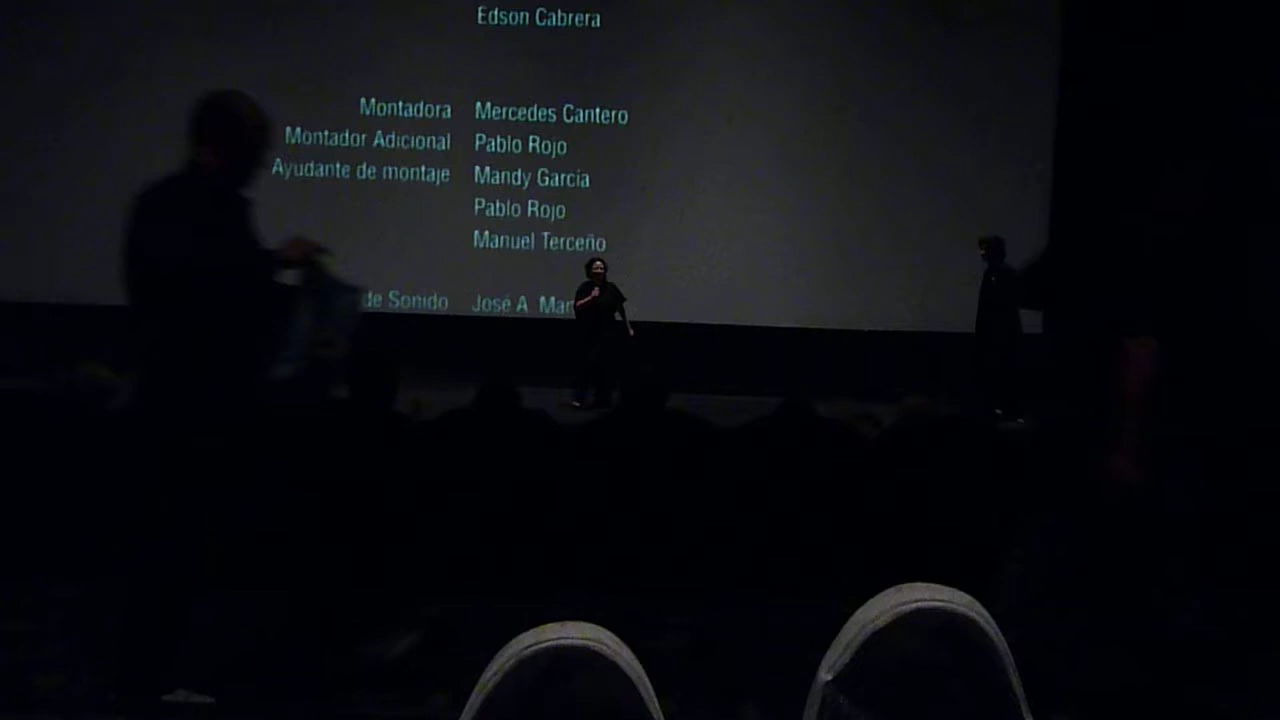 Edson Cabrera
Montadora Mercedes Cantero
Montador Adicional Pablo Rojo
Ayudante de montaje Mandy García
Pablo Rojo
Manuel Terceño
de Sonido José A.